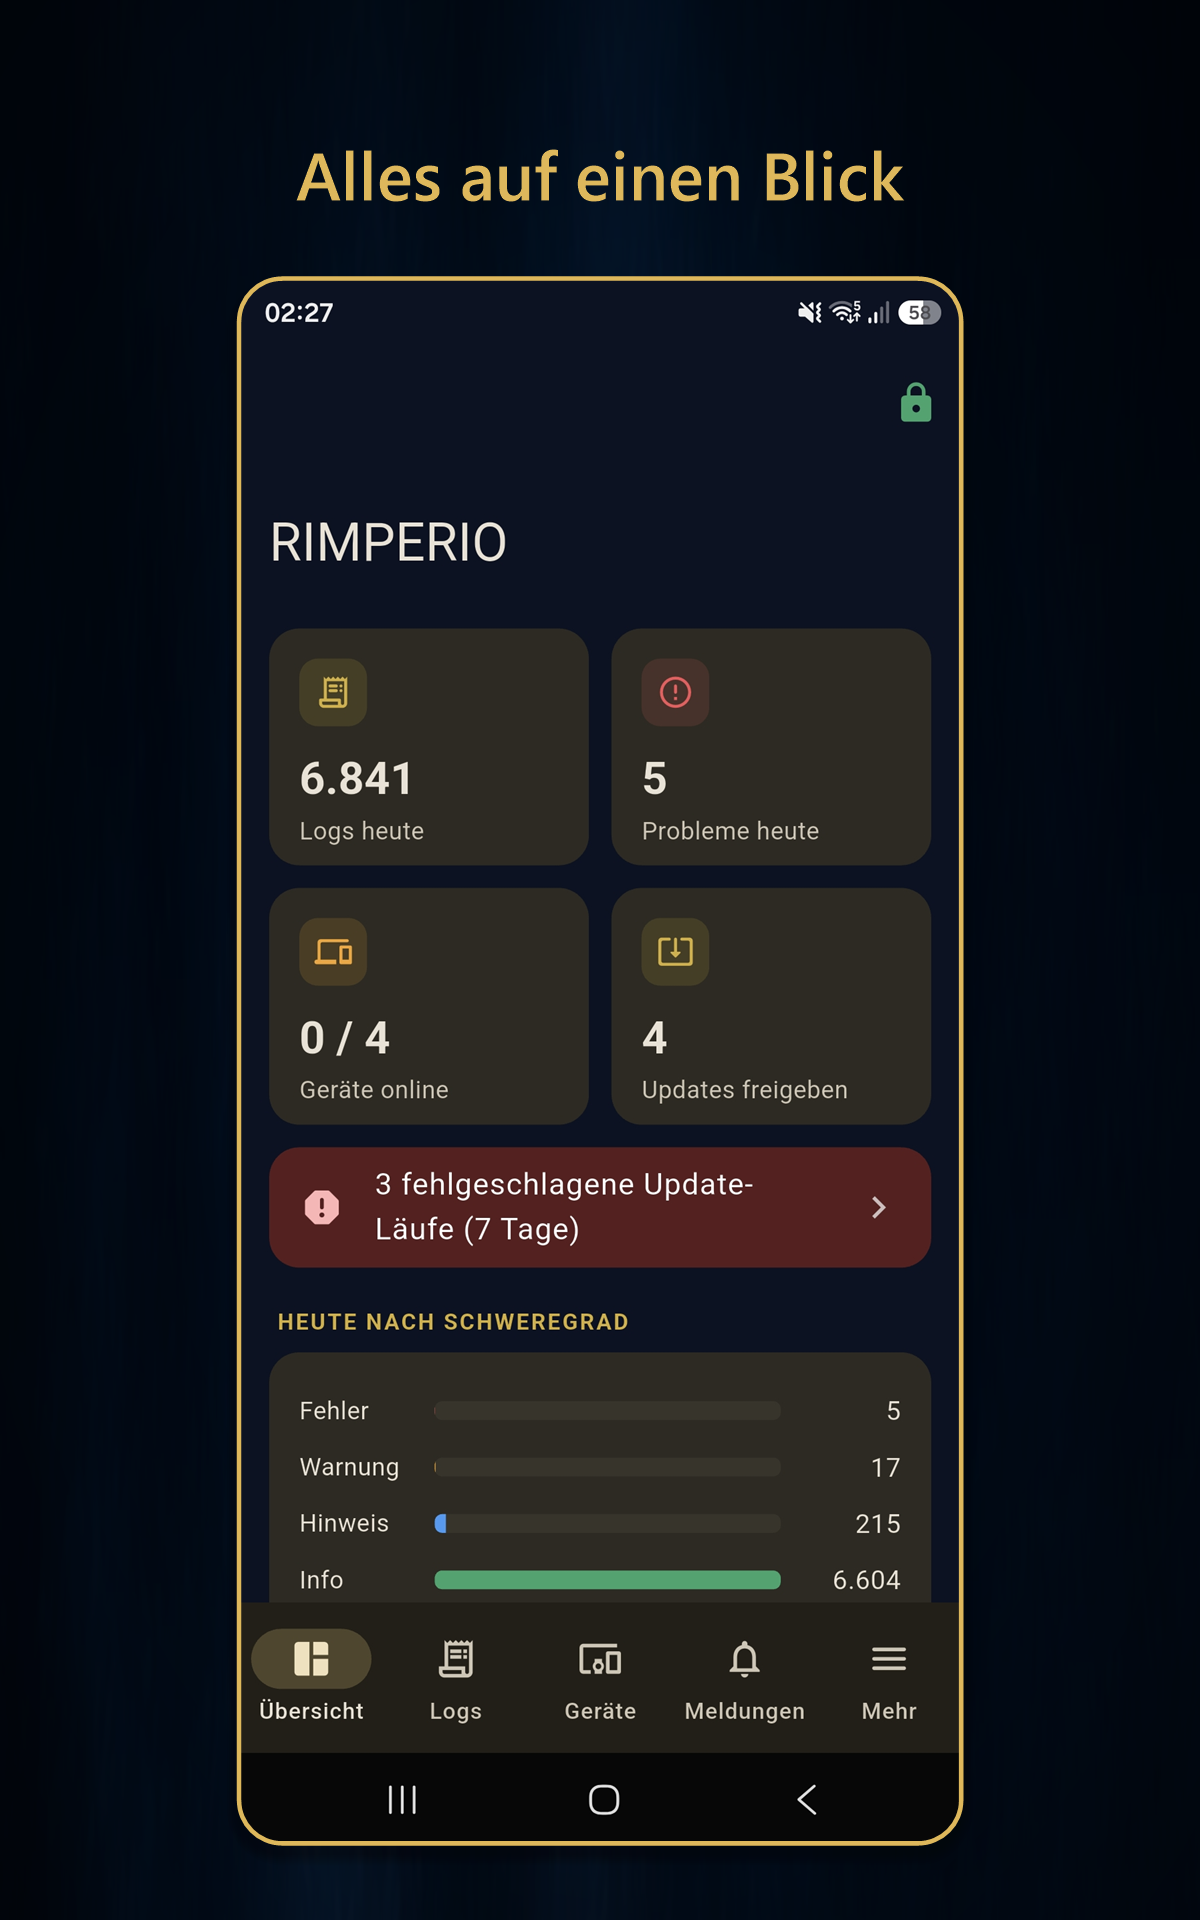 Alles auf einen Blick
02:27
5
58
RIMPERIO
6.841
Logs heute
5
Probleme heute
0 / 4
Geräte online
4
Updates freigeben
3 fehlgeschlagene Update-
Läufe (7 Tage)
HEUTE NACH SCHWEREGRAD
Fehler 5
Warnung 17
Hinweis 215
Info 6.604
Übersicht Logs Geräte Meldungen Mehr